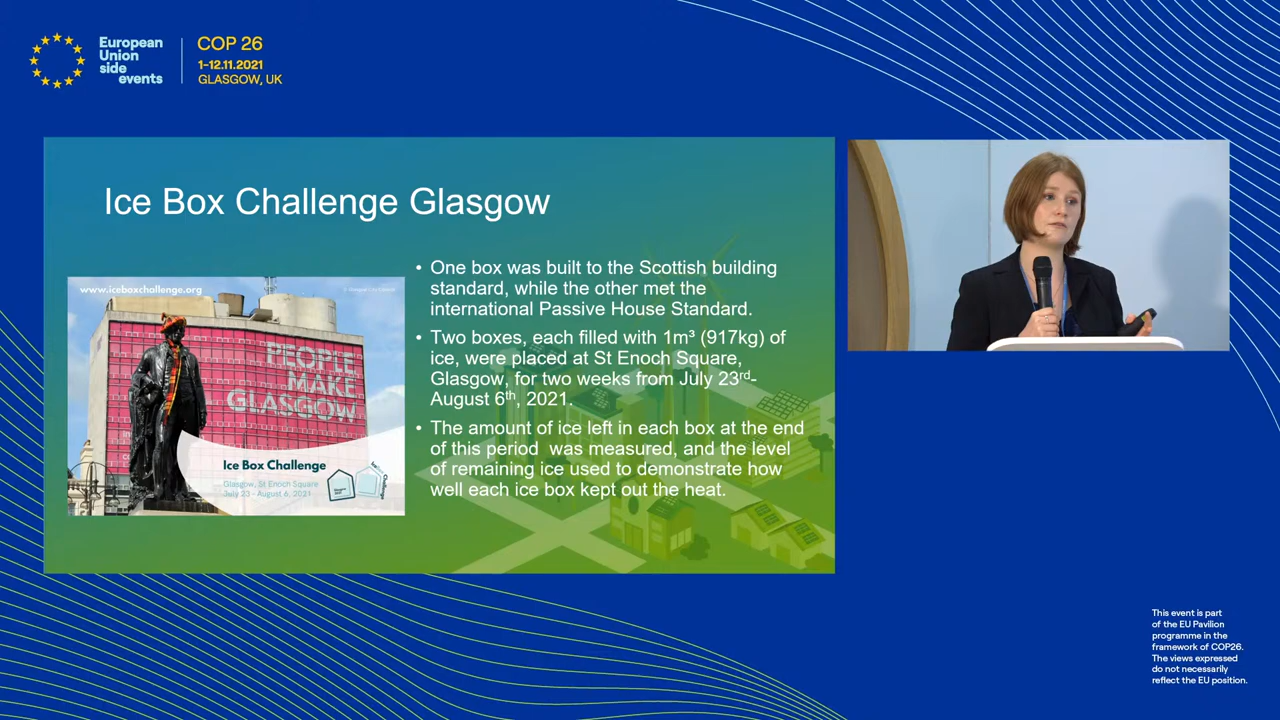 European
Union
side
events
COP 26
1-12.11.2021
GLASGOW, UK
Ice Box Challenge Glasgow
www.iceboxchallenge.org
PEOPLE
MAKE
GLASGOW
Ice Box Challenge
Glasgow, St Enoch Square
July 23 - August 6, 2021
• One box was built to the Scottish building
standard, while the other met the
international Passive House Standard.
• Two boxes, each filled with 1m³ (917kg) of
ice, were placed at St Enoch Square,
Glasgow, for two weeks from July 23rd-
August 6th, 2021.
• The amount of ice left in each box at the end
of this period was measured, and the level
of remaining ice used to demonstrate how
well each ice box kept out the heat.
This event is part
of the EU Pavilion
programme in the
framework of COP26.
The views expressed
do not necessarily
reflect the EU position.